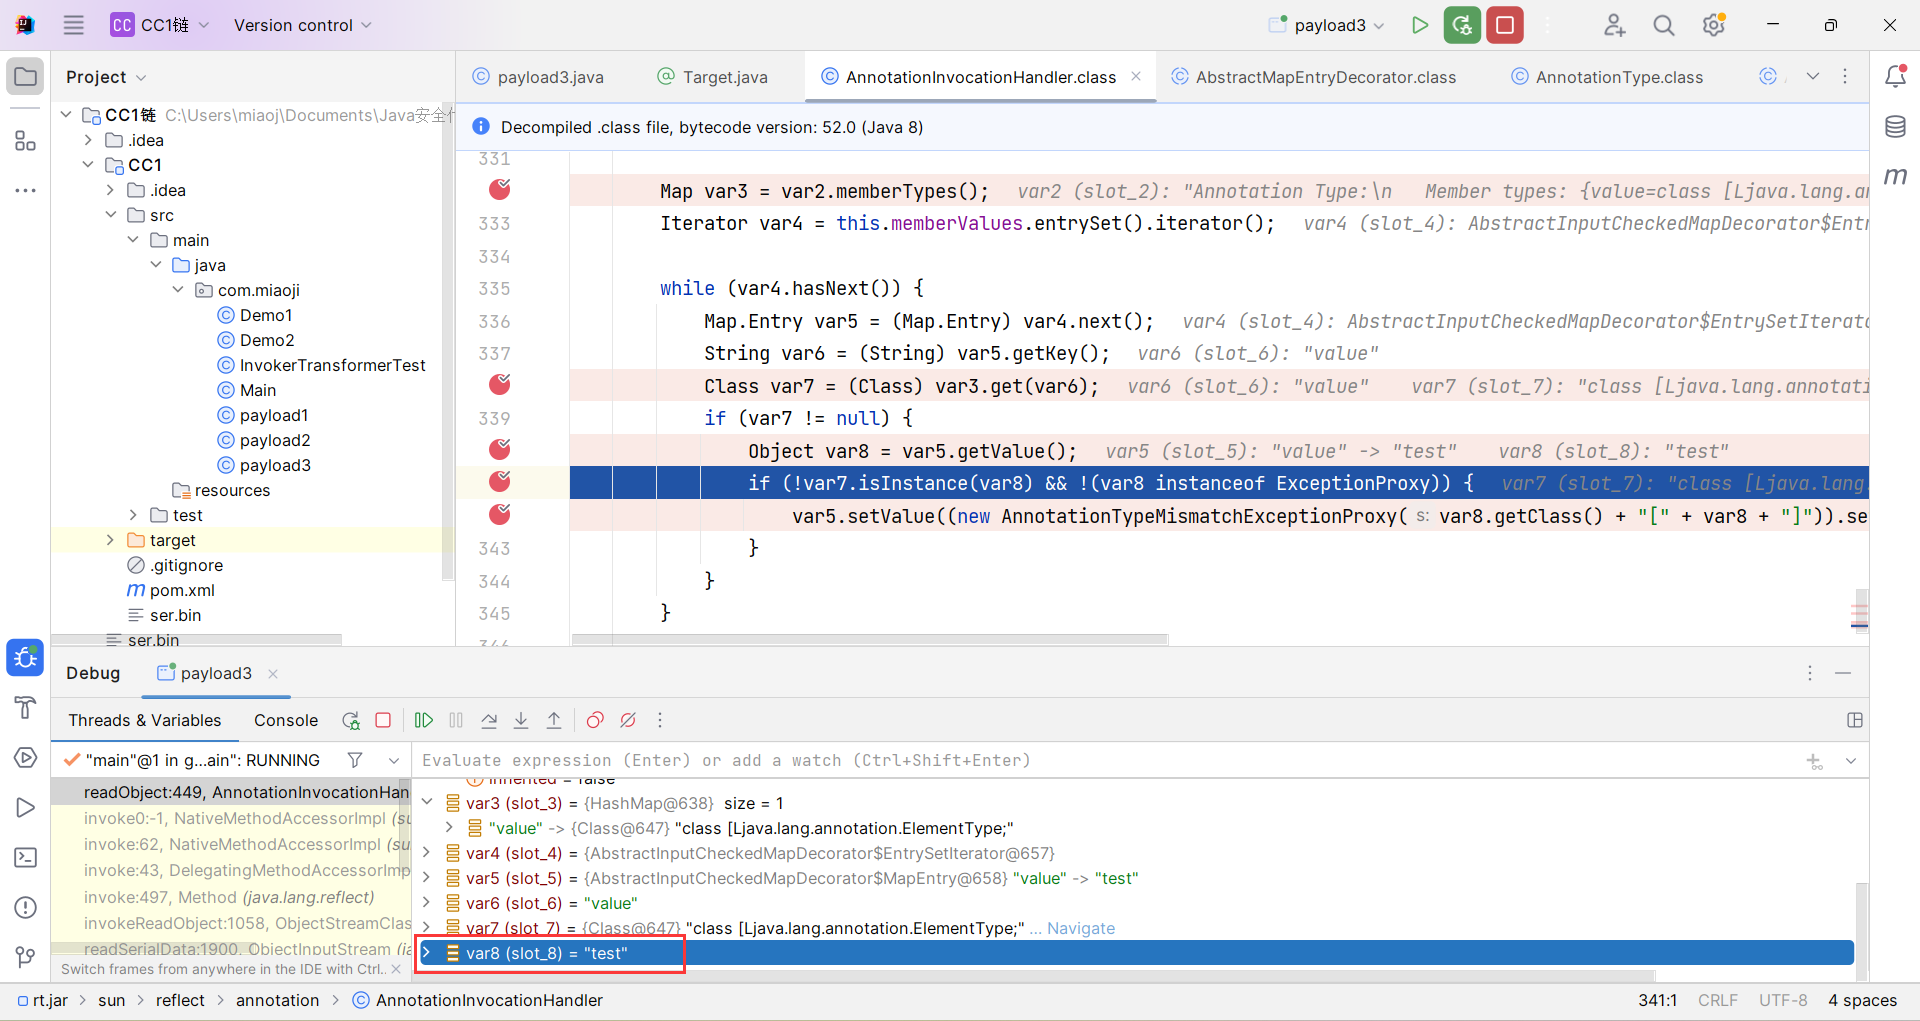 CC CC1链 Version control payload3
Project
payload3.java Target.java AnnotationInvocationHandler.class AbstractMapEntryDecorator.class AnnotationType.class
CC1链 C:\Users\miaoj\Documents\Java安全
.idea
CC1
.idea
src
main
java
com.miaoji
Demo1
Demo2
InvokerTransformerTest
Main
payload1
payload2
payload3
resources
test
target
.gitignore
pom.xml
ser.bin
ser.bin
Decompiled .class file, bytecode version: 52.0 (Java 8)
331
Map var3 = var2.memberTypes(); var2 (slot_2): "Annotation Type:\n Member types: {value=class [Ljava.lang.an
333 Iterator var4 = this.memberValues.entrySet().iterator(); var4 (slot_4): AbstractInputCheckedMapDecorator$Entr
334
335 while (var4.hasNext()) {
336 Map.Entry var5 = (Map.Entry) var4.next(); var4 (slot_4): AbstractInputCheckedMapDecorator$EntrySetIterato
337 String var6 = (String) var5.getKey(); var6 (slot_6): "value"
Class var7 = (Class) var3.get(var6); var6 (slot_6): "value" var7 (slot_7): "class [Ljava.lang.annotati
339 if (var7 != null) {
Object var8 = var5.getValue(); var5 (slot_5): "value" -> "test" var8 (slot_8): "test"
if (!var7.isInstance(var8) && !(var8 instanceof ExceptionProxy)) { var7 (slot_7): "class [Ljava.lang.
var5.setValue((new AnnotationTypeMismatchExceptionProxy( s: var8.getClass() + "[" + var8 + "]")).se
343 }
344 }
345 }
346
Debug payload3
Threads & Variables Console
"main"@1 in g...ain": RUNNING
Evaluate expression (Enter) or add a watch (Ctrl+Shift+Enter)
readObject:449, AnnotationInvocationHan
invoke0:-1, NativeMethodAccessorImpl (su
invoke:62, NativeMethodAccessorImpl (su
invoke:43, DelegatingMethodAccessorImp
invoke:497, Method (java.lang.reflect)
invokeReadObject:1058, ObjectStreamClas
readSerialData:1900, ObjectInputStream (ja
Switch frames from anywhere in the IDE with Ctrl..
inherited = false
var3 (slot_3) = {HashMap@638} size = 1
"value" -> {Class@647} "class [Ljava.lang.annotation.ElementType;"
var4 (slot_4) = {AbstractInputCheckedMapDecorator$EntrySetIterator@657}
var5 (slot_5) = {AbstractInputCheckedMapDecorator$MapEntry@658} "value" -> "test"
var6 (slot_6) = "value"
var7 (slot_7) = {Class@647} "class [Ljava.lang.annotation.ElementType;" ... Navigate
var8 (slot_8) = "test"
rt.jar > sun > reflect > annotation > AnnotationInvocationHandler
341:1 CRLF UTF-8 4 spaces